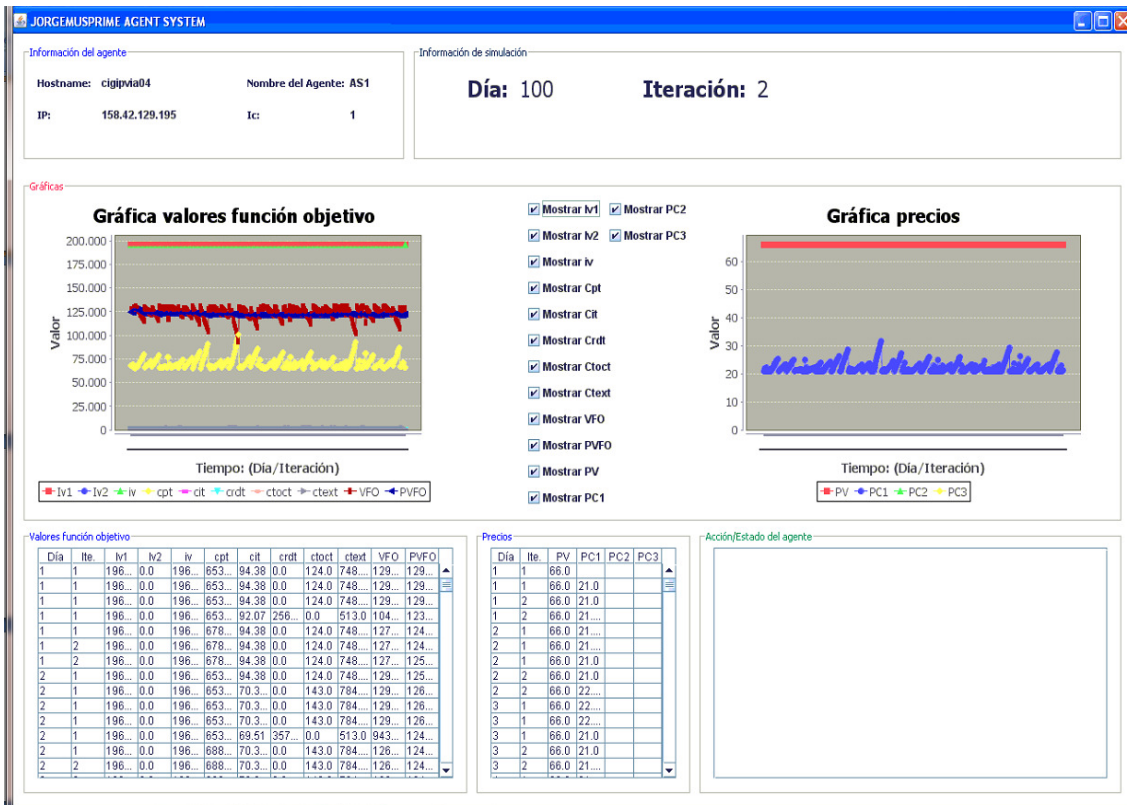 JORGEMUSPRIME AGENT SYSTEM
Información del agente
Hostname: cigipvia04 Nombre del Agente: AS1
IP: 158.42.129.195 Ic: 1
Información de simulación
Día: 100 Iteración: 2
Gráficas
Gráfica valores función objetivo
200.000
175.000
150.000
125.000
100.000
75.000
50.000
25.000
0
Valor
Tiempo: (Día/Iteración)
Iv1 Iv2 iv cpt cit crdt ctoct ctext VFO PVFO
Mostrar Iv1 Mostrar PC2
Mostrar Iv2 Mostrar PC3
Mostrar iv
Mostrar Cpt
Mostrar Cit
Mostrar Crdt
Mostrar Ctoct
Mostrar Ctext
Mostrar VFO
Mostrar PVFO
Mostrar PV
Mostrar PC1
Gráfica precios
60
50
40
30
20
10
0
Valor
Tiempo: (Día/Iteración)
PV PC1 PC2 PC3
Valores función objetivo
Día Ite. Iv1 Iv2 iv cpt cit crdt ctoct ctext VFO PVFO
1 1 196... 0.0 196... 653... 94.38 0.0 124.0 748.... 129... 129...
1 1 196... 0.0 196... 653... 94.38 0.0 124.0 748.... 129... 129...
1 1 196... 0.0 196... 653... 94.38 0.0 124.0 748.... 129... 129...
1 1 196... 0.0 196... 653... 92.07 256... 0.0 513.0 104... 123...
1 1 196... 0.0 196... 678... 94.38 0.0 124.0 748.... 127... 124...
1 2 196... 0.0 196... 678... 94.38 0.0 124.0 748.... 127... 124...
1 2 196... 0.0 196... 678... 94.38 0.0 124.0 748.... 127... 125...
2 1 196... 0.0 196... 653... 94.38 0.0 124.0 748.... 129... 125...
2 1 196... 0.0 196... 653... 70.3... 0.0 143.0 784.... 129... 126...
2 1 196... 0.0 196... 653... 70.3... 0.0 143.0 784.... 129... 126...
2 1 196... 0.0 196... 653... 70.3... 0.0 143.0 784.... 129... 126...
2 1 196... 0.0 196... 653... 69.51 357... 0.0 513.0 943... 124...
2 1 196... 0.0 196... 688... 70.3... 0.0 143.0 784.... 126... 124...
2 2 196... 0.0 196... 688... 70.3... 0.0 143.0 784.... 126... 124...
Precios
Día Ite. PV PC1 PC2 PC3
1 1 66.0
1 1 66.0 21.0
1 2 66.0 21.0
1 2 66.0 21....
2 1 66.0 21....
2 1 66.0 21....
2 1 66.0 21.0
2 2 66.0 21.0
2 2 66.0 22....
3 1 66.0 22....
3 1 66.0 22....
3 1 66.0 21.0
3 2 66.0 21.0
3 2 66.0 21....
Acción/Estado del agente